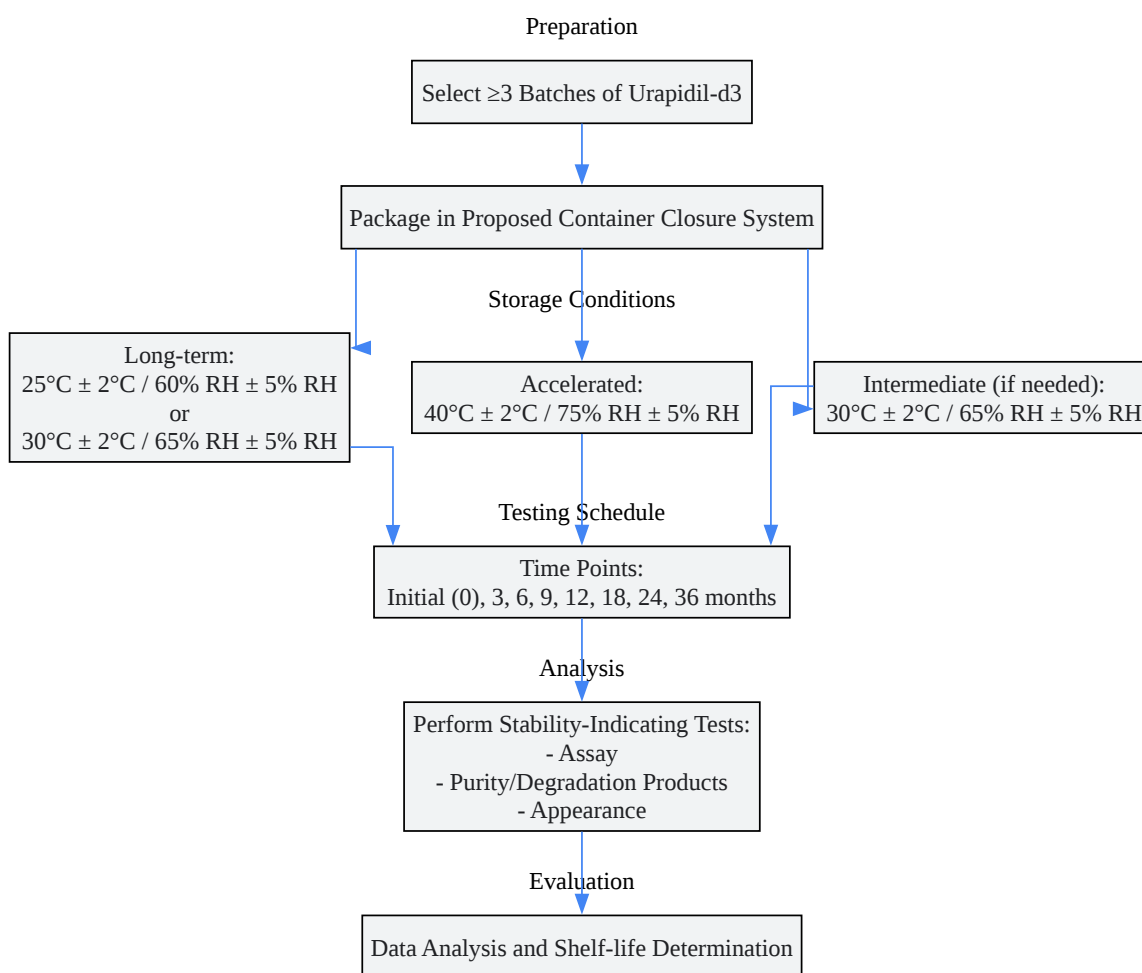 Preparation
Select ≥3 Batches of Urapidil-d3
Package in Proposed Container Closure System
Storage Conditions
Long-term:
25°C ± 2°C / 60% RH ± 5% RH
or
30°C ± 2°C / 65% RH ± 5% RH
Accelerated:
40°C ± 2°C / 75% RH ± 5% RH
Intermediate (if needed):
30°C ± 2°C / 65% RH ± 5% RH
Testing Schedule
Time Points:
Initial (0), 3, 6, 9, 12, 18, 24, 36 months
Analysis
Perform Stability-Indicating Tests:
- Assay
- Purity/Degradation Products
- Appearance
Evaluation
Data Analysis and Shelf-life Determination